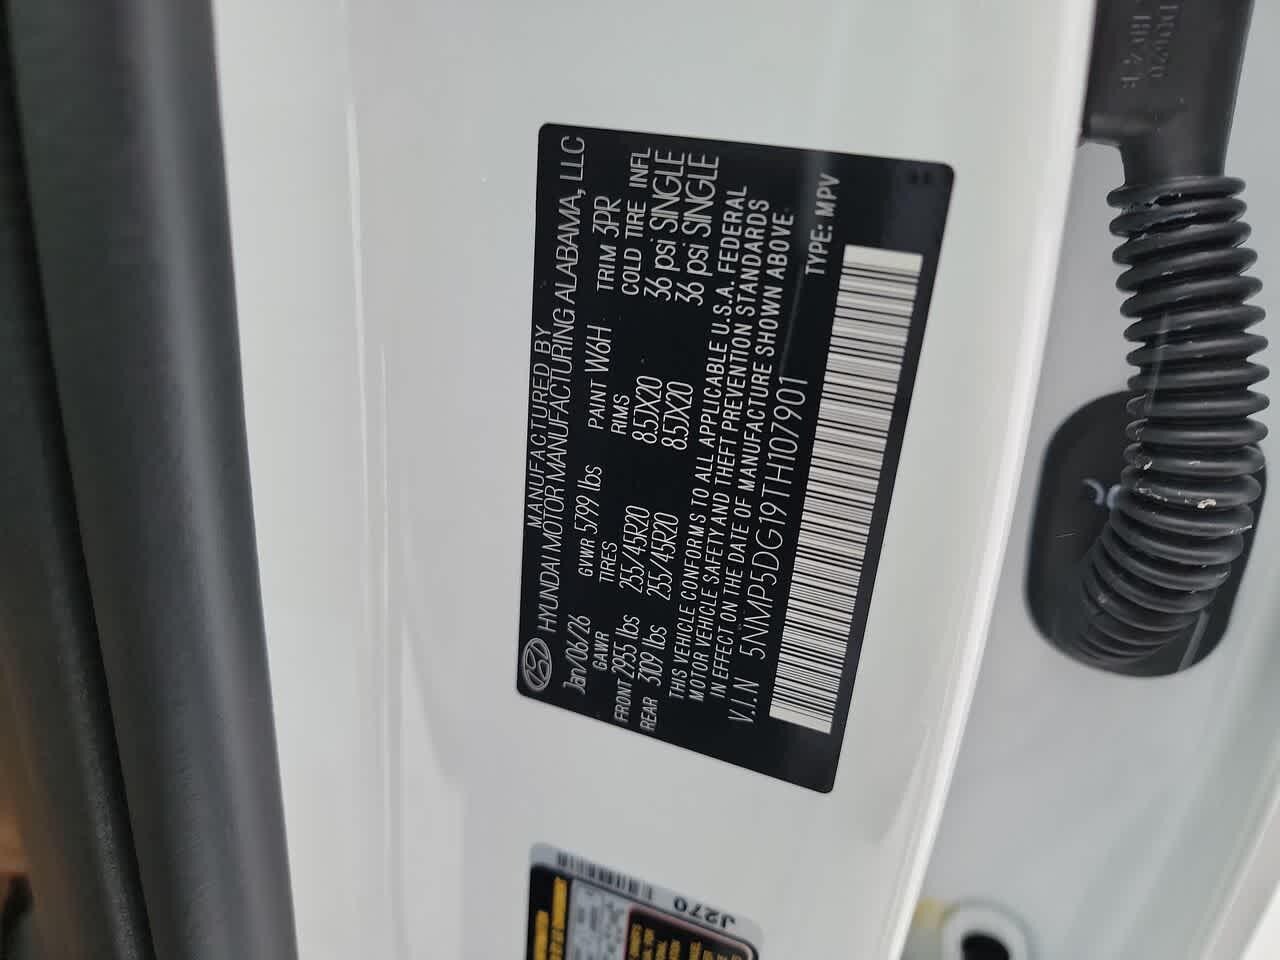 MANUFACTURED BY
HYUNDAI MOTOR MANUFACTURING ALABAMA, LLC
Jan/06/26 GVWR 5799 lbs PAINT W6H TRIM 3PR
GAWR TIRES RIMS COLD TIRE INFL
FRONT 2955 lbs 255/45R20 8.5JX20 36 psi SINGLE
REAR 3109 lbs 255/45R20 8.5JX20 36 psi SINGLE
THIS VEHICLE CONFORMS TO ALL APPLICABLE U.S.A. FEDERAL
MOTOR VEHICLE SAFETY AND THEFT PREVENTION STANDARDS
IN EFFECT ON THE DATE OF MANUFACTURE SHOWN ABOVE
V.I.N 5NMP5DG19TH107901 TYPE: MPV
J270